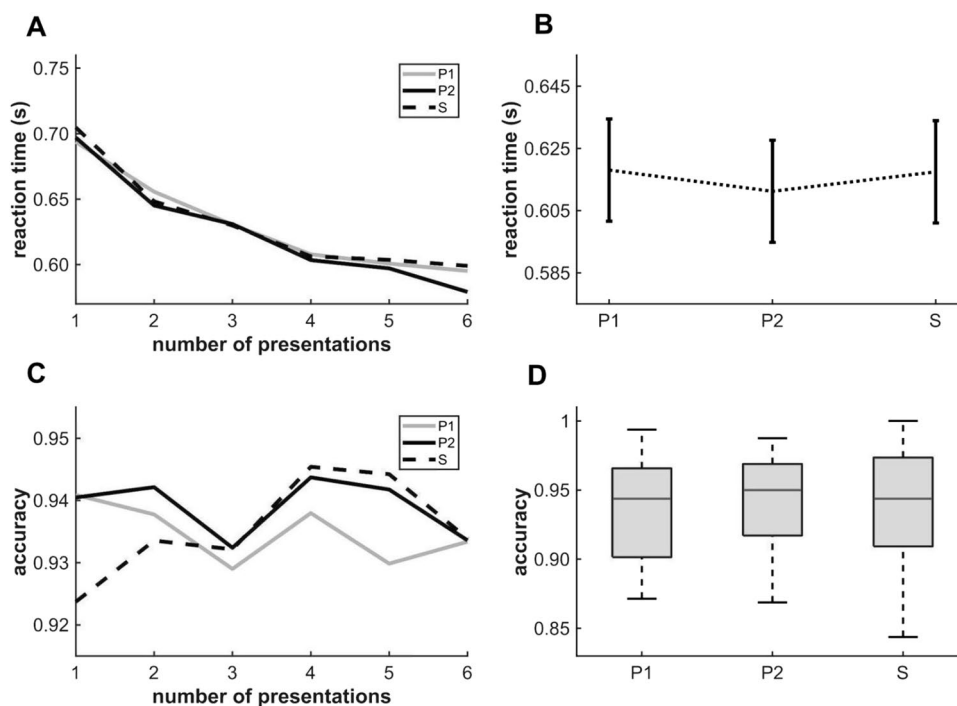 A
0.75
0.70
0.65
0.60
reaction time (s)
P1
P2
S
1 2 3 4 5 6
number of presentations
B
0.645
0.625
0.605
0.585
reaction time (s)
P1 P2 S
C
0.95
0.94
0.93
0.92
accuracy
P1
P2
S
1 2 3 4 5 6
number of presentations
D
1
0.95
0.90
0.85
accuracy
P1 P2 S